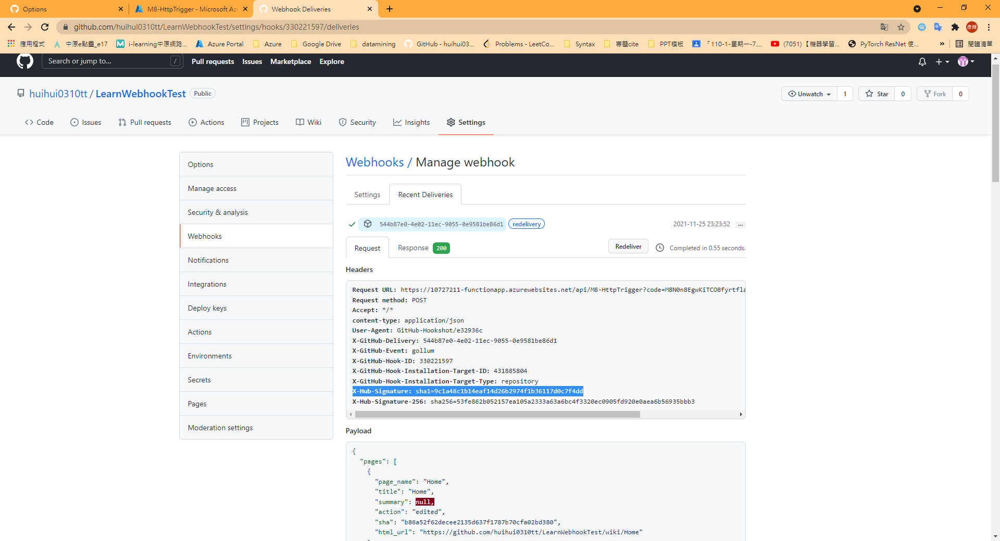 Options
M8-HttpTrigger - Microsoft Az
Webhook Deliveries
github.com/huihui0310tt/LearnWebhookTest/settings/hooks/330221597/deliveries
應用程式
中原e點靈_e17
i-learning中原網路...
Azure Portal
Azure
Google Drive
datamining
GitHub - huihui03...
Problems - LeetCo...
Syntax
專題cite
PPT模板
「110-1-星期一-7....
(7051)【機器學習...
PyTorch ResNet 使...
»
閱讀清單
Search or jump to...
/
Pull requests
Issues
Marketplace
Explore
huihui0310tt / LearnWebhookTest
Public
Unwatch
1
Star
0
Fork
0
Code
Issues
Pull requests
Actions
Projects
Wiki
Security
Insights
Settings
Options
Manage access
Security & analysis
Webhooks
Notifications
Integrations
Deploy keys
Actions
Environments
Secrets
Pages
Moderation settings
Webhooks / Manage webhook
Settings
Recent Deliveries
544b87e0-4e02-11ec-9055-0e9581be86d1
redelivery
2021-11-25 23:23:52
...
Request
Response 200
Redeliver
Completed in 0.55 seconds.
Headers
Request URL: https://10727211-functionapp.azurewebsites.net/api/M8-HttpTrigger?code=M8N0n8EgwKiTCO8fyrtfla
Request method: POST
Accept: */*
content-type: application/json
User-Agent: GitHub-Hookshot/e32936c
X-GitHub-Delivery: 544b87e0-4e02-11ec-9055-0e9581be86d1
X-GitHub-Event: gollum
X-GitHub-Hook-ID: 330221597
X-GitHub-Hook-Installation-Target-ID: 431885804
X-GitHub-Hook-Installation-Target-Type: repository
X-Hub-Signature: sha1=9c1a48c1b14eaf14d26b2974f1b36117d0c7f4dd
X-Hub-Signature-256: sha256=53fe862b052157ea105a2333a63a6bc4f3320ec0905fd920e0aea6b56935bbb3
Payload
{
"pages": [
{
"page_name": "Home",
"title": "Home",
"summary": null,
"action": "edited",
"sha": "b86a52f62decee2135d637f1787b70cfa02bd380",
"html_url": "https://github.com/huihui0310tt/LearnWebhookTest/wiki/Home"